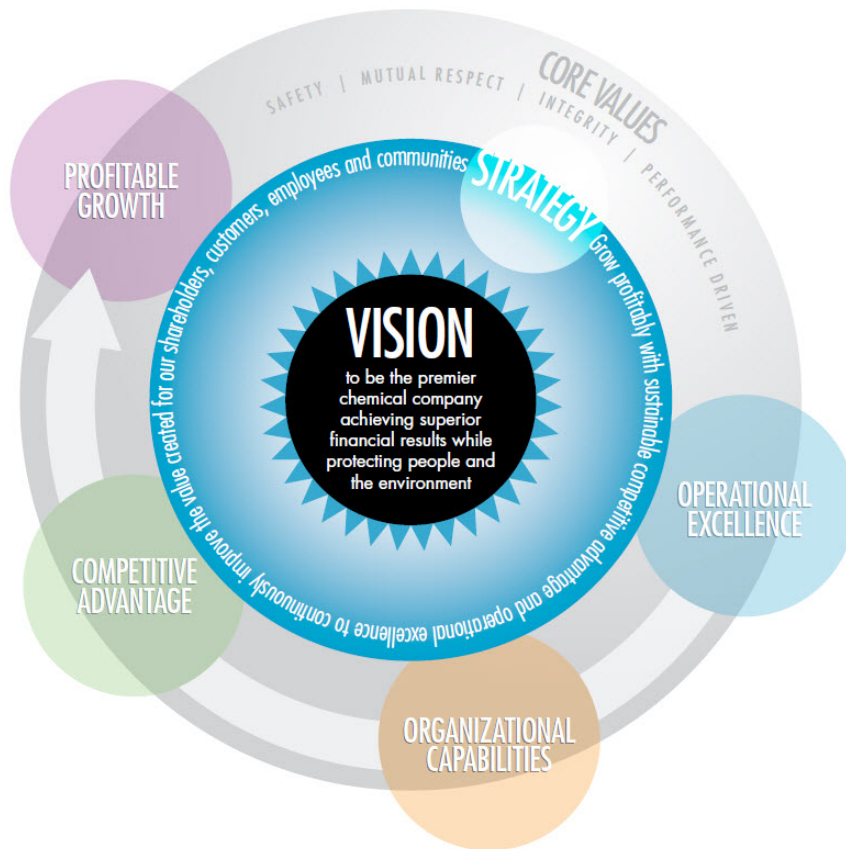 CORE VALUES
SAFETY | MUTUAL RESPECT | INTEGRITY | PERFORMANCE DRIVEN
STRATEGY
Grow profitably with sustainable competitive advantage and operational excellence to continuously improve the value created for our shareholders, customers, employees and communities
VISION
to be the premier
chemical company
achieving superior
financial results while
protecting people and
the environment
OPERATIONAL
EXCELLENCE
ORGANIZATIONAL
CAPABILITIES
COMPETITIVE
ADVANTAGE
PROFITABLE
GROWTH